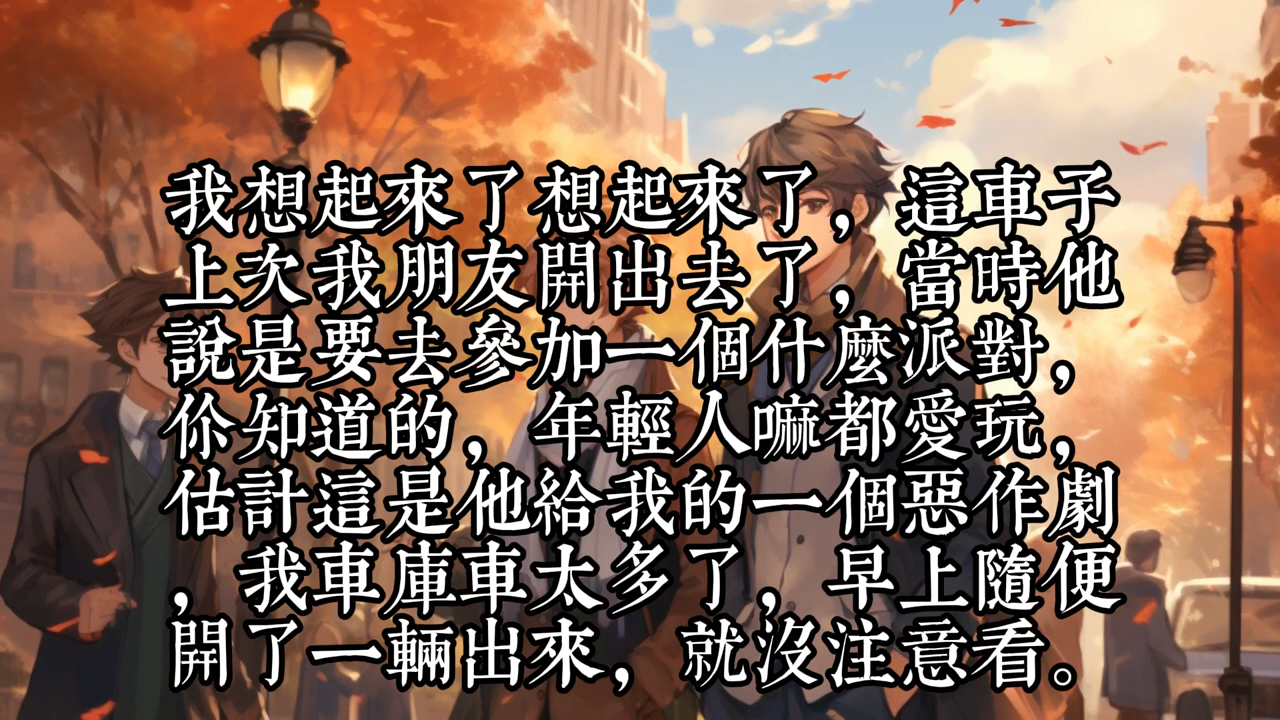 我想起來了想起來了，這車子
上次我朋友開出去了，當時他
說是要去參加一個什麼派對，
你知道的，年輕人嘛都愛玩，
估計這是他給我的一個惡作劇
，我車庫車太多了，早上隨便
開了一輛出來，就沒注意看。